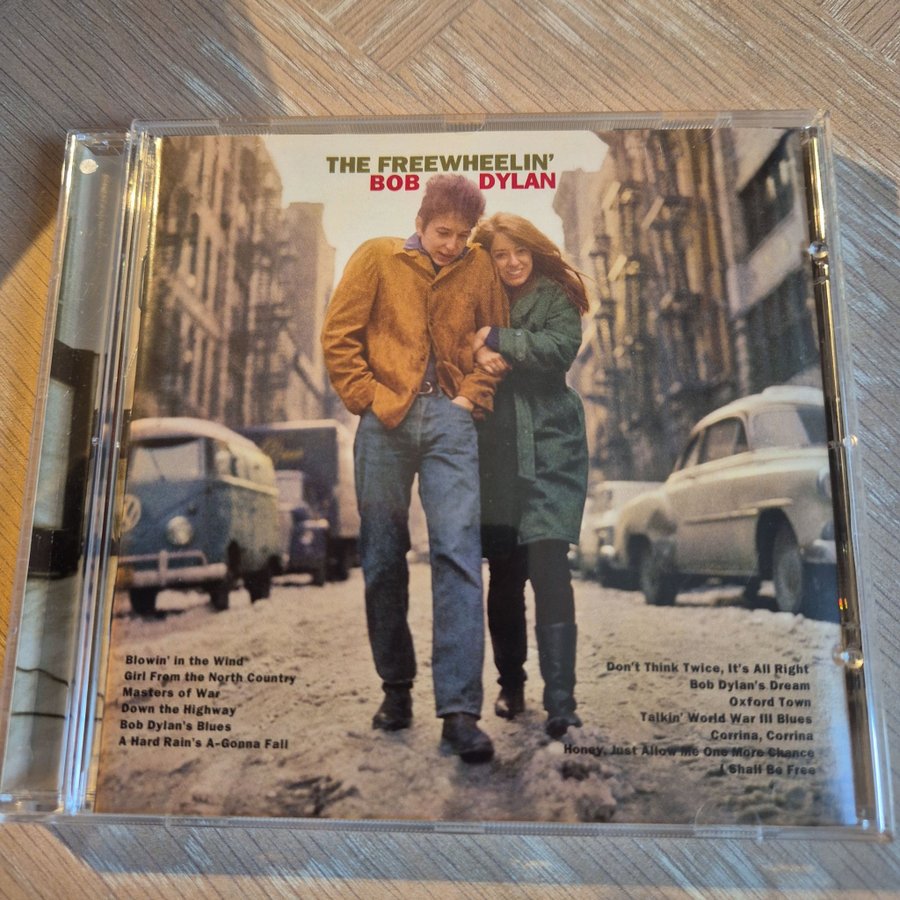 THE FREEWHEELIN'
BOB DYLAN
Blowin' in the Wind
Girl From the North Country
Masters of War
Down the Highway
Bob Dylan's Blues
A Hard Rain's A-Gonna Fall
Don't Think Twice, It's All Right
Bob Dylan's Dream
Oxford Town
Talkin' World War III Blues
Corrina, Corrina
Honey, Just Allow Me One More Chance
I Shall Be Free